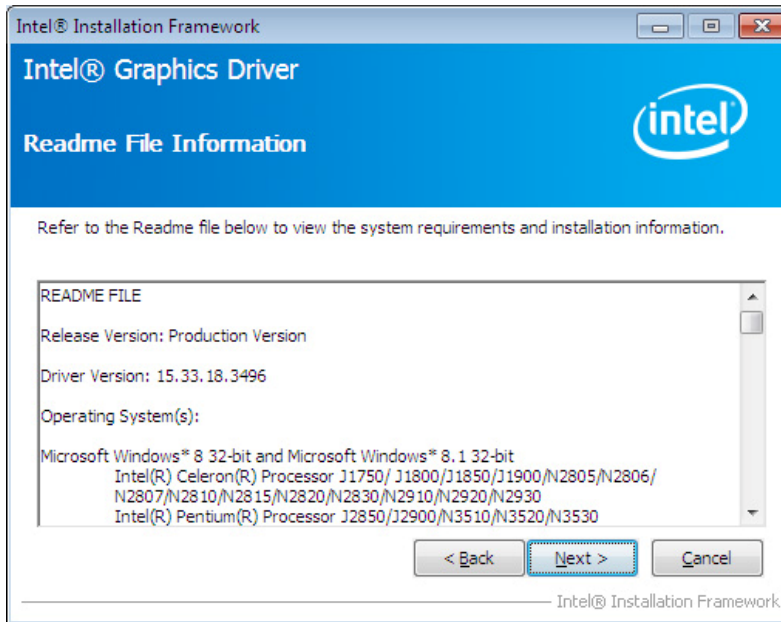 Intel® Installation Framework
Intel® Graphics Driver
intel®
Readme File Information
Refer to the Readme file below to view the system requirements and installation information.
README FILE
Release Version: Production Version
Driver Version: 15.33.18.3496
Operating System(s):
Microsoft Windows* 8 32-bit and Microsoft Windows* 8.1 32-bit
Intel(R) Celeron(R) Processor J1750/ J1800/J1850/J1900/N2805/N2806/
N2807/N2810/N2815/N2820/N2830/N2910/N2920/N2930
Intel(R) Pentium(R) Processor J2850/J2900/N3510/N3520/N3530
< Back
Next >
Cancel
Intel® Installation Framework